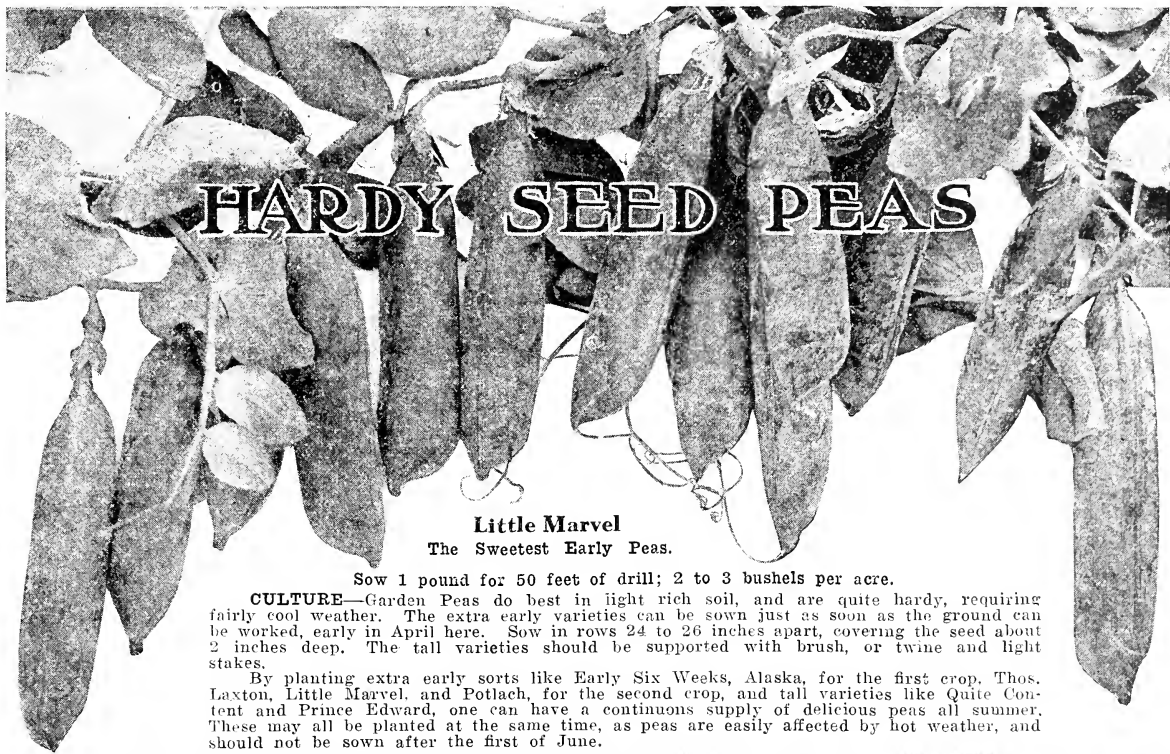 HARDY SEED PEAS
Little Marvel
The Sweetest Early Peas.
Sow 1 pound for 50 feet of drill; 2 to 3 bushels per acre.
CULTURE—Garden Peas do best in light rich soil, and are quite hardy, requiring
fairly cool weather. The extra early varieties can be sown just as soon as the ground can
be worked, early in April here. Sow in rows 24 to 26 inches apart, covering the seed about
2 inches deep. The tall varieties should be supported with brush, or twine and light
stakes.
By planting extra early sorts like Early Six Weeks, Alaska, for the first crop, Thos.
Laxton, Little Marvel, and Potlach, for the second crop, and tall varieties like Quite Con-
tent and Prince Edward, one can have a continuous supply of delicious peas all summer.
These may all be planted at the same time, as peas are easily affected by hot weather, and
should not be sown after the first of June.